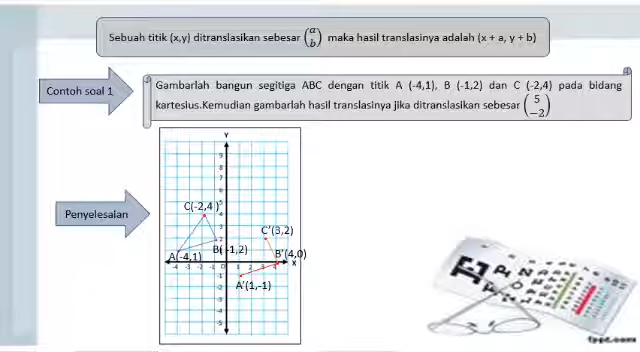 Sebuah titik (x,y) ditranslasikan sebesar (a b) maka hasil translasinya adalah (x + a, y + b)
Contoh soal 1
Gambarlah bangun segitiga ABC dengan titik A (-4,1), B (-1,2) dan C (-2,4) pada bidang
kartesius.Kemudian gambarlah hasil translasinya jika ditranslasikan sebesar (5 −2)
Penyelesaian
Y
C(-2,4)
C'(3,2)
A(-4,1)
B( -1,2)
B'(4,0)
X
A'(1,-1)
fppt.com